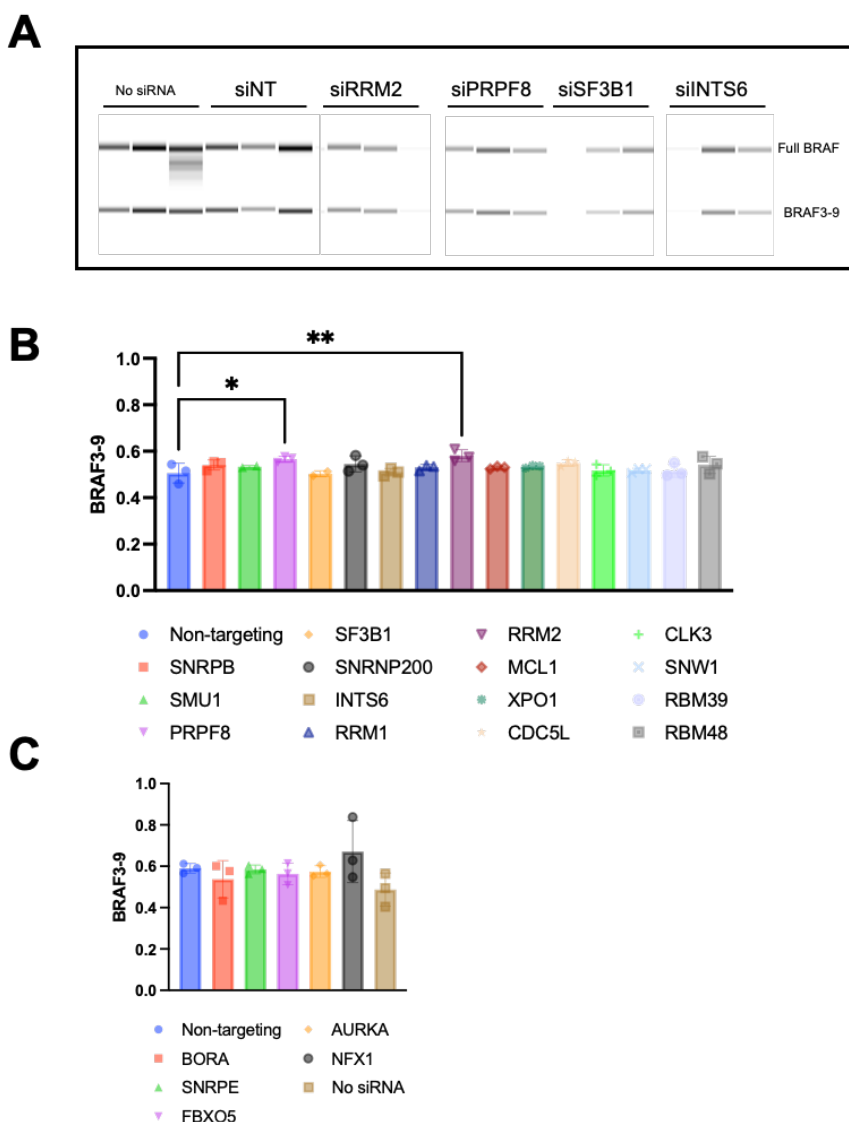 A
No siRNA siNT siRRM2 siPRPF8 siSF3B1 siINTS6
Full BRAF
BRAF3-9
B
**
*
1.0
0.8
0.6
0.4
0.2
0.0
BRAF3-9
Non-targeting SF3B1 RRM2 CLK3
SNRPB SNRNP200 MCL1 SNW1
SMU1 INTS6 XPO1 RBM39
PRPF8 RRM1 CDC5L RBM48
C
1.0
0.8
0.6
0.4
0.2
0.0
BRAF3-9
Non-targeting AURKA
BORA NFX1
SNRPE No siRNA
FBXO5